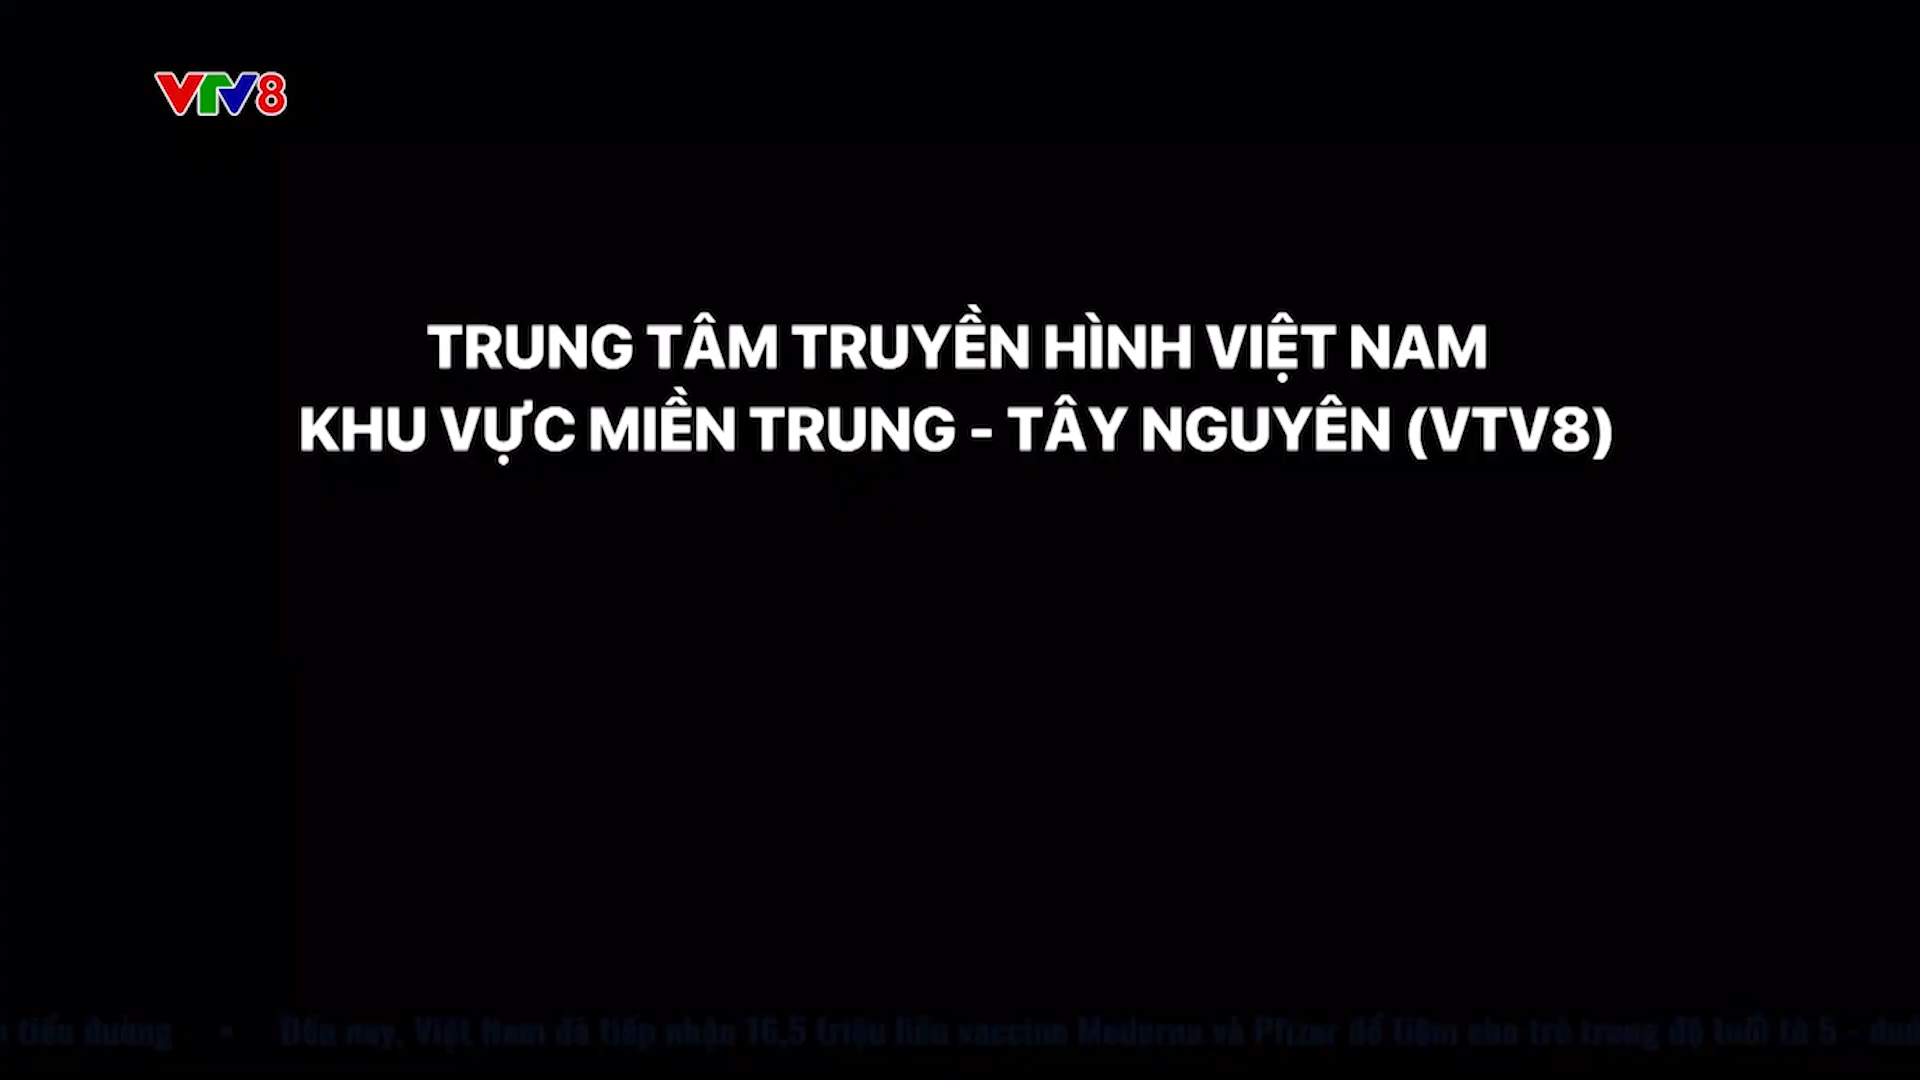 VTV8
TRUNG TÂM TRUYỀN HÌNH VIỆT NAM
KHU VỰC MIỀN TRUNG - TÂY NGUYÊN (VTV8)
tiểu đường • Đến nay, Việt Nam đã tiếp nhận 16,5 triệu liều vaccine Moderna và Pfizer để tiêm cho trẻ trong độ tuổi từ 5 -